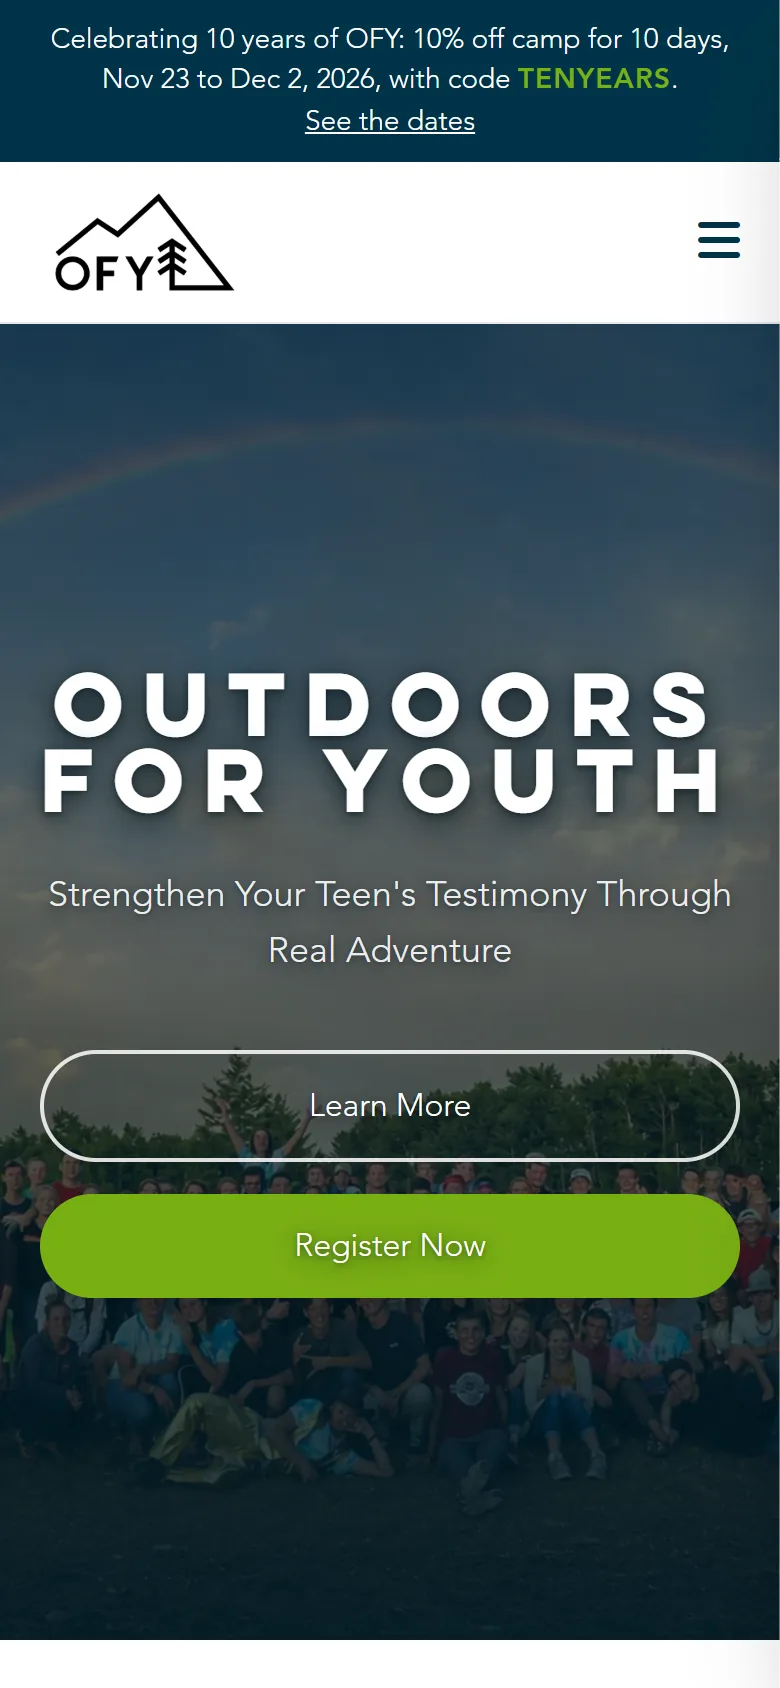 Celebrating 10 years of OFY: 10% off camp for 10 days,
Nov 23 to Dec 2, 2026, with code TENYEARS.
See the dates
OFY
OUTDOORS
FOR YOUTH
Strengthen Your Teen's Testimony Through
Real Adventure
Learn More
Register Now